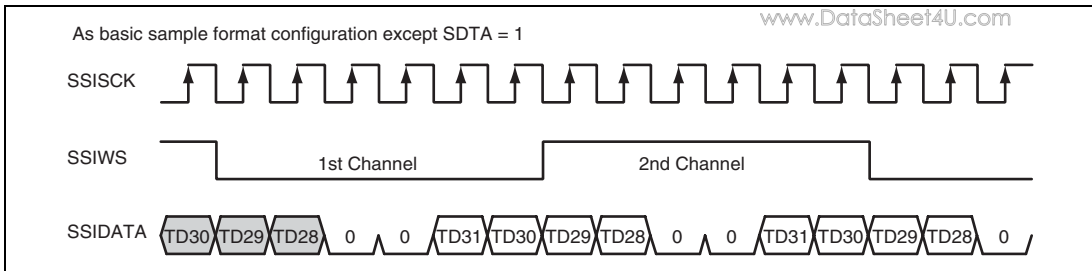 www.DataSheet4U.com
As basic sample format configuration except SDTA = 1
SSISCK
SSIWS 1st Channel 2nd Channel
SSIDATA TD30 TD29 TD28 0 0 TD31 TD30 TD29 TD28 0 0 TD31 TD30 TD29 TD28 0